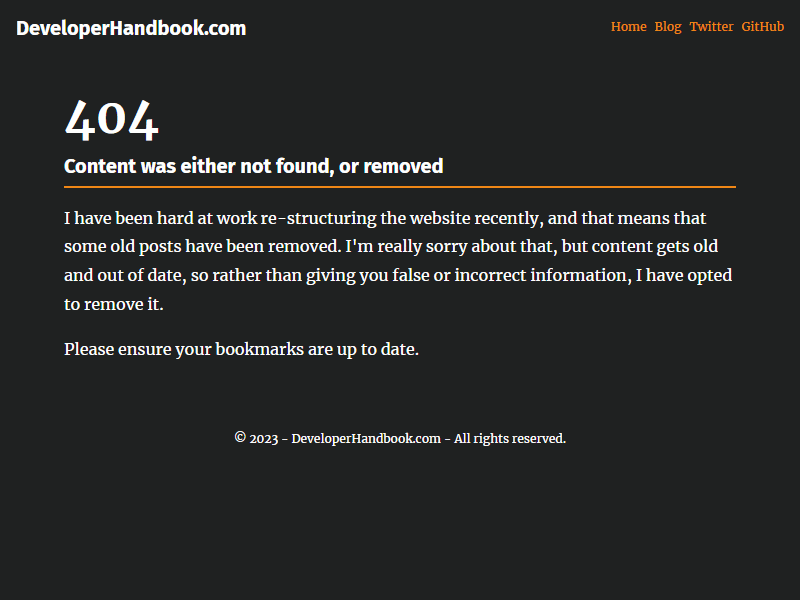 DeveloperHandbook.com
Home Blog Twitter GitHub
404
Content was either not found, or removed
I have been hard at work re-structuring the website recently, and that means that
some old posts have been removed. I'm really sorry about that, but content gets old
and out of date, so rather than giving you false or incorrect information, I have opted
to remove it.
Please ensure your bookmarks are up to date.
© 2023 - DeveloperHandbook.com - All rights reserved.